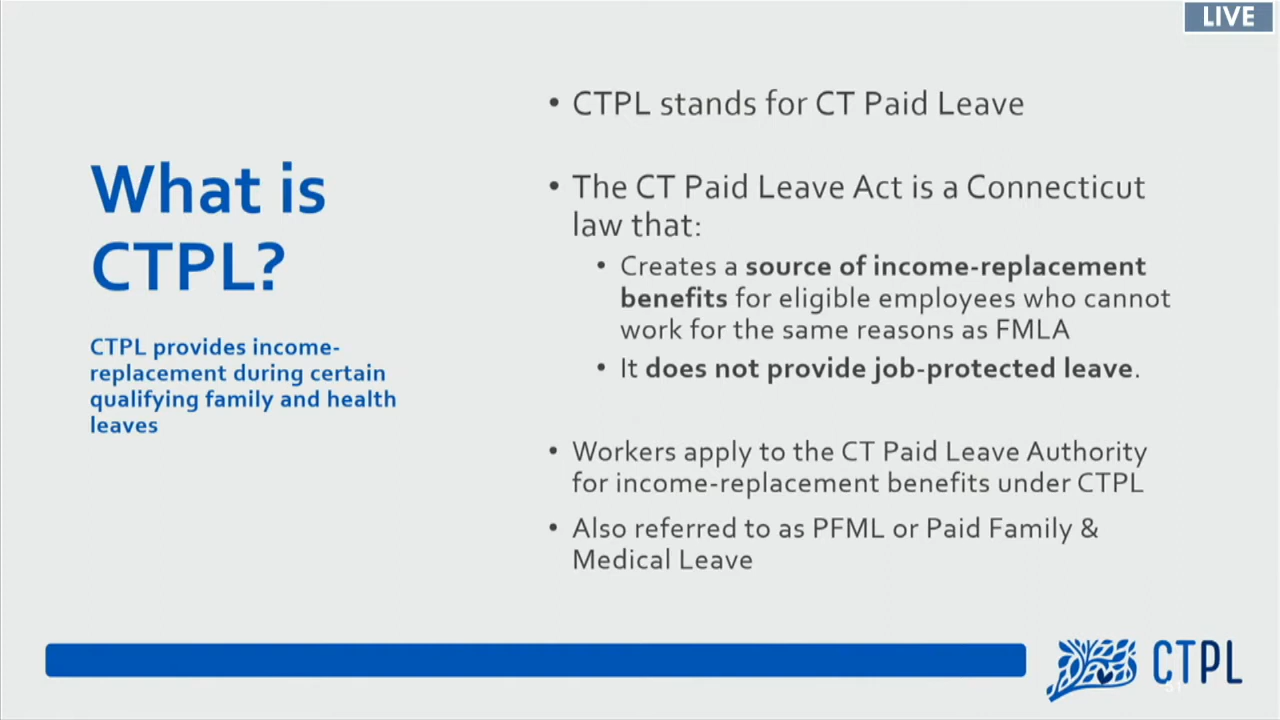 LIVE
What is
CTPL?
CTPL provides income-
replacement during certain
qualifying family and health
leaves
• CTPL stands for CT Paid Leave
• The CT Paid Leave Act is a Connecticut
law that:
• Creates a source of income-replacement
benefits for eligible employees who cannot
work for the same reasons as FMLA
• It does not provide job-protected leave.
• Workers apply to the CT Paid Leave Authority
for income-replacement benefits under CTPL
• Also referred to as PFML or Paid Family &
Medical Leave
CTPL